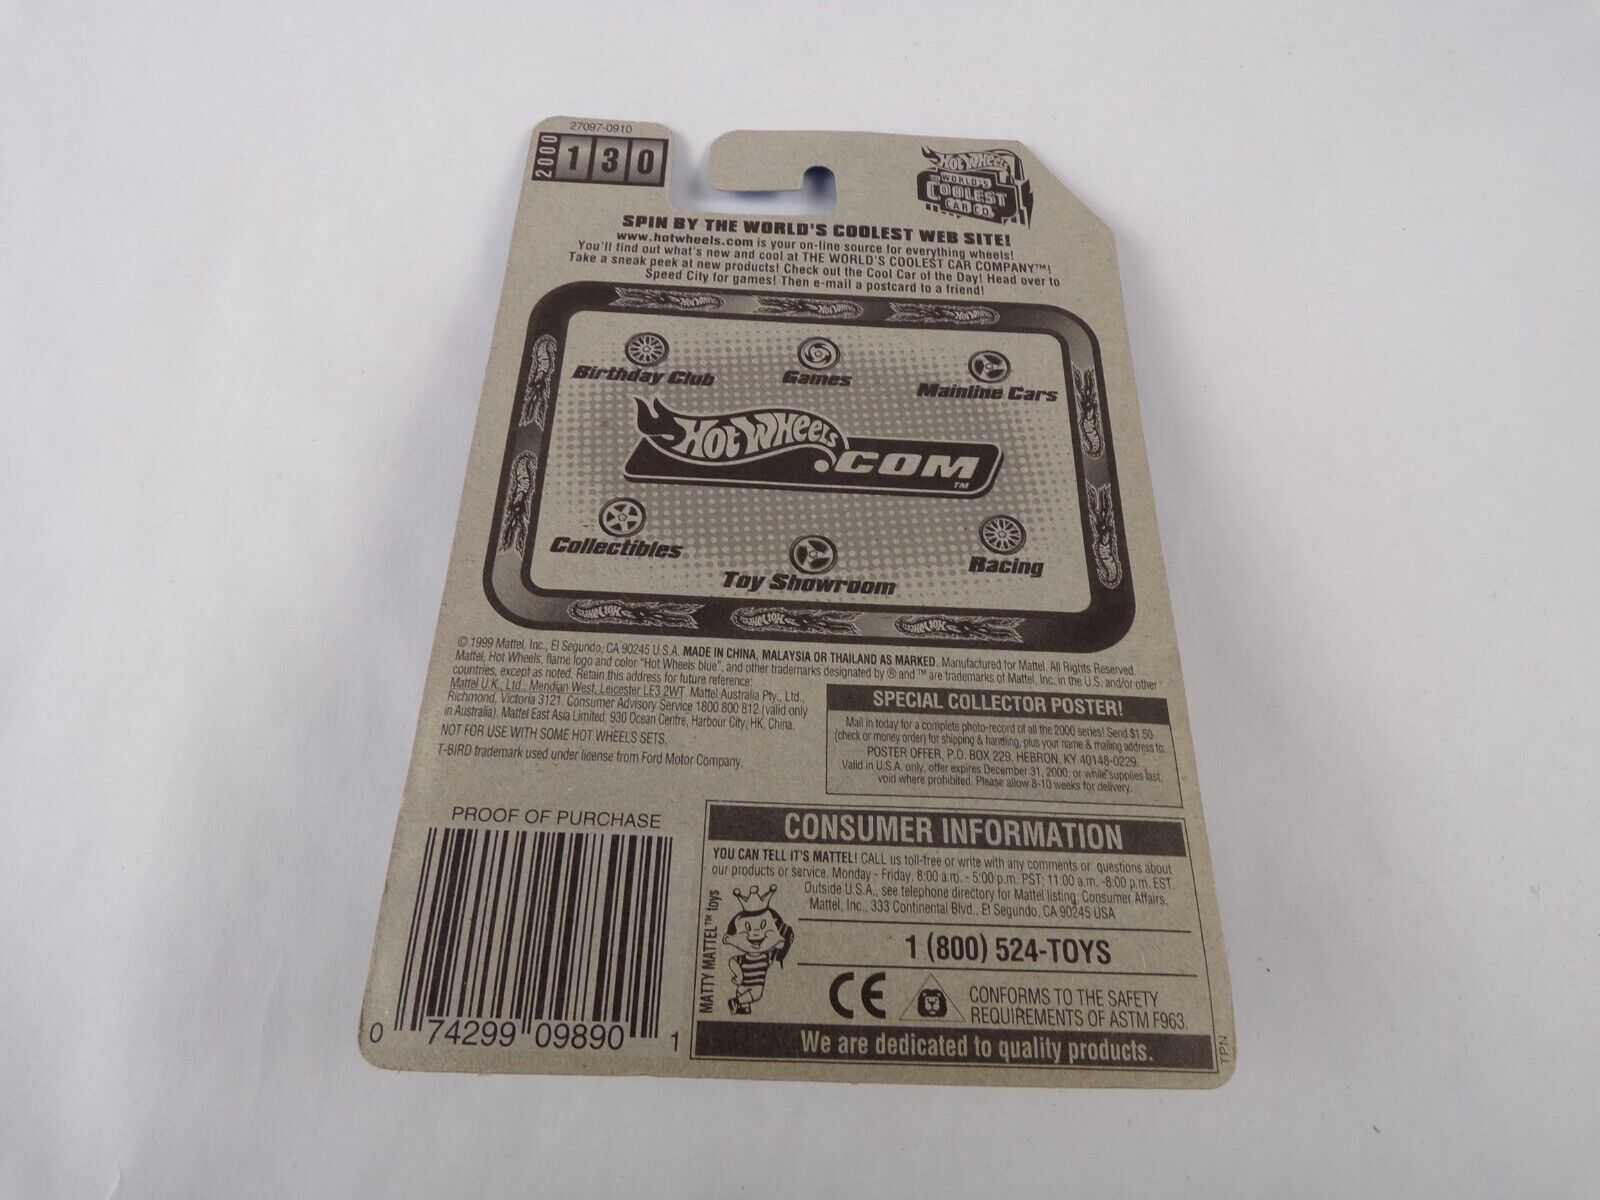 27097-0910
2000
130
HOT WHEELS
THE WORLD'S
COOLEST
CAR CO.
SPIN BY THE WORLD'S COOLEST WEB SITE!
www.hotwheels.com is your on-line source for everything wheels!
You'll find out what's new and cool at THE WORLD'S COOLEST CAR COMPANY™!
Take a sneak peek at new products! Check out the Cool Car of the Day! Head over to
Speed City for games! Then e-mail a postcard to a friend!
Birthday Club
Games
Mainline Cars
HOT WHEELS
.COM™
Collectibles
Toy Showroom
Racing
© 1999 Mattel, Inc., El Segundo, CA 90245 U.S.A. MADE IN CHINA, MALAYSIA OR THAILAND AS MARKED. Manufactured for Mattel. All Rights Reserved.
Mattel, Hot Wheels, flame logo and color "Hot Wheels blue", and other trademarks designated by ® and ™ are trademarks of Mattel, Inc. in the U.S. and/or other
countries, except as noted. Retain this address for future reference:
Mattel U.K., Ltd., Meridian West, Leicester LE3 2WT. Mattel Australia Pty., Ltd.,
Richmond, Victoria 3121. Consumer Advisory Service 1800 800 812 (valid only
in Australia). Mattel East Asia Limited, 930 Ocean Centre, Harbour City, HK, China.
NOT FOR USE WITH SOME HOT WHEELS SETS.
T-BIRD trademark used under license from Ford Motor Company.
SPECIAL COLLECTOR POSTER!
Mail in today for a complete photo-record of all the 2000 series! Send $1.50
(check or money order) for shipping & handling, plus your name & mailing address to:
POSTER OFFER, P.O. BOX 229, HEBRON, KY 40148-0229.
Valid in U.S.A. only, offer expires December 31, 2000, or while supplies last,
void where prohibited. Please allow 8-10 weeks for delivery.
PROOF OF PURCHASE
0 74299 09890 1
CONSUMER INFORMATION
YOU CAN TELL IT'S MATTEL! CALL us toll-free or write with any comments or questions about
our products or service. Monday - Friday, 8:00 a.m. - 5:00 p.m. PST; 11:00 a.m. -8:00 p.m. EST.
Outside U.S.A., see telephone directory for Mattel listing. Consumer Affairs,
Mattel, Inc., 333 Continental Blvd., El Segundo, CA 90245 USA
MATTY MATTEL™ toys
1 (800) 524-TOYS
CE
CONFORMS TO THE SAFETY
REQUIREMENTS OF ASTM F963.
We are dedicated to quality products.
TPN